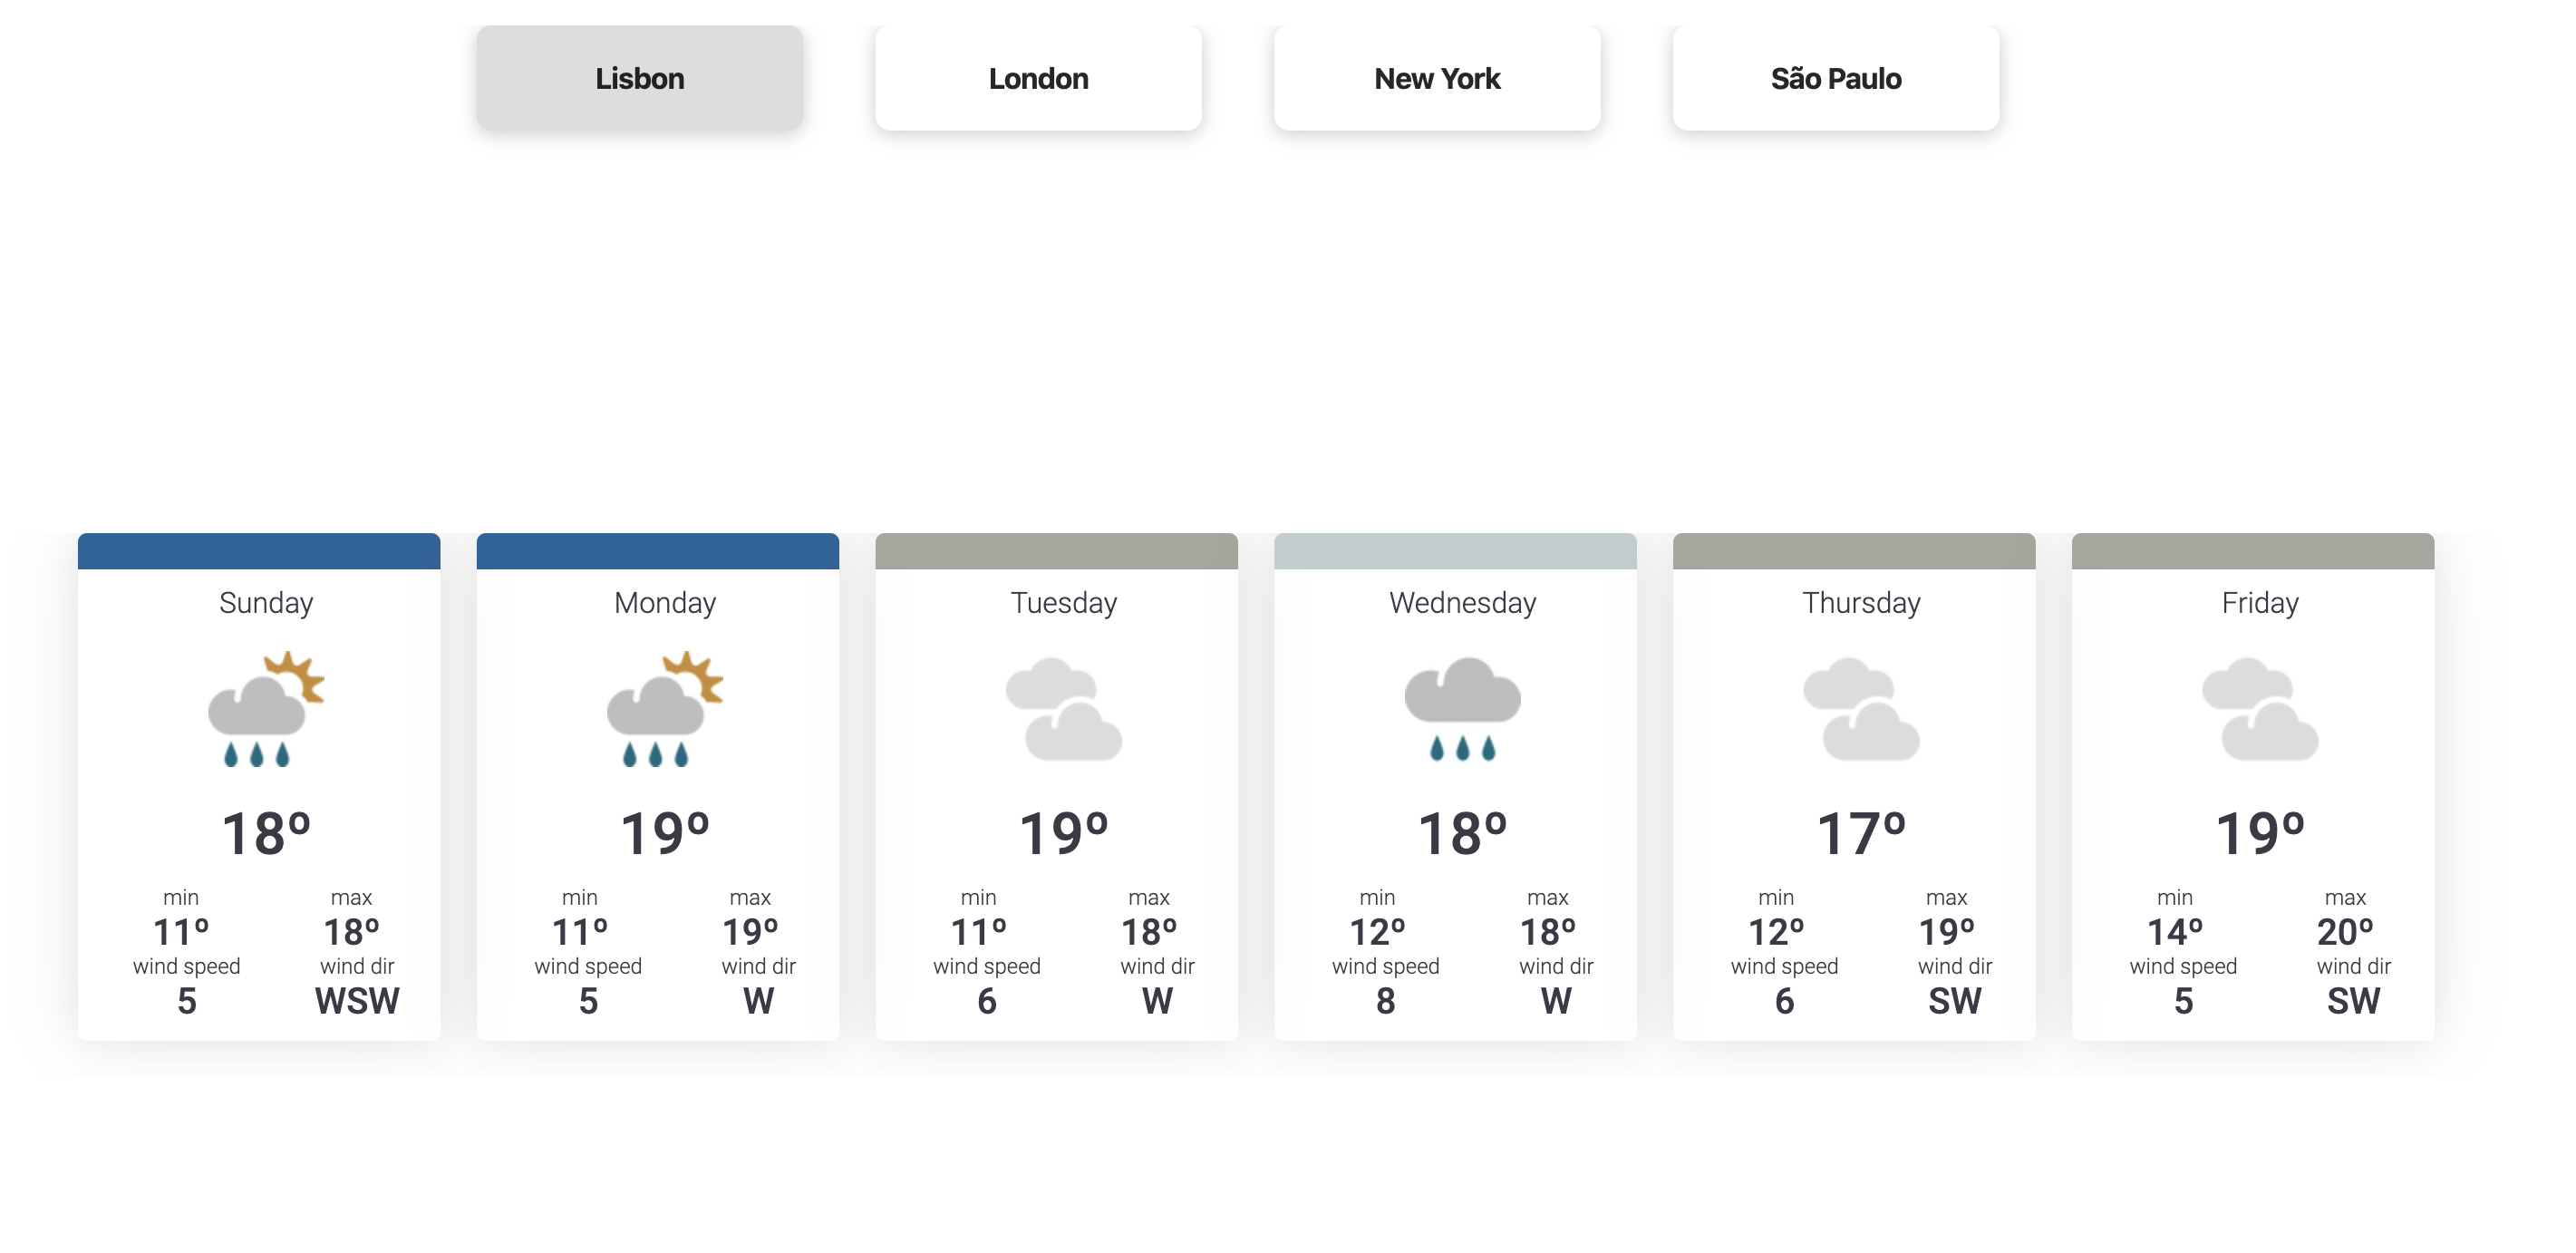 Lisbon
London
New York
São Paulo
Sunday
18º
min max
11º 18º
wind speed wind dir
5 WSW
Monday
19º
min max
11º 19º
wind speed wind dir
5 W
Tuesday
19º
min max
11º 18º
wind speed wind dir
6 W
Wednesday
18º
min max
12º 18º
wind speed wind dir
8 W
Thursday
17º
min max
12º 19º
wind speed wind dir
6 SW
Friday
19º
min max
14º 20º
wind speed wind dir
5 SW